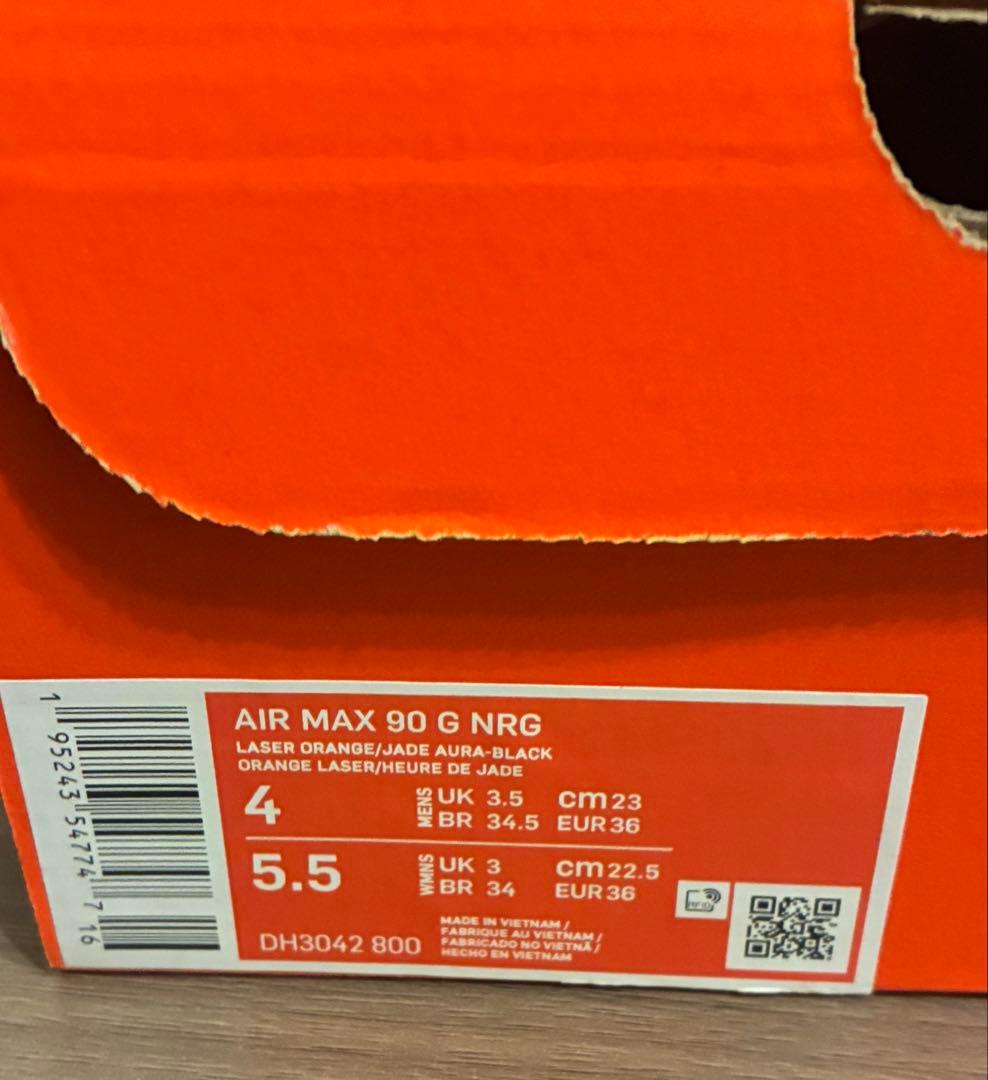 AIR MAX 90 G NRG
LASER ORANGE/JADE AURA-BLACK
ORANGE LASER/HEURE DE JADE
4
MENS
UK 3.5 cm 23
BR 34.5 EUR 36
5.5
WMNS
UK 3 cm 22.5
BR 34 EUR 36
DH3042 800
MADE IN VIETNAM /
FABRIQUE AU VIETNAM /
FABRICADO NO VIETNÃ /
HECHO EN VIETNAM
RFID
1 95243 54774 7 16